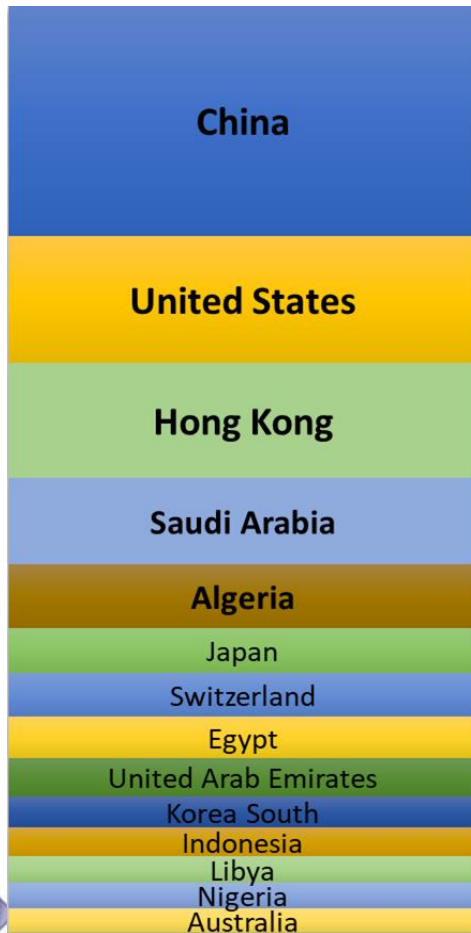 China
United States
Hong Kong
Saudi Arabia
Algeria
Japan
Switzerland
Egypt
United Arab Emirates
Korea South
Indonesia
Libya
Nigeria
Australia